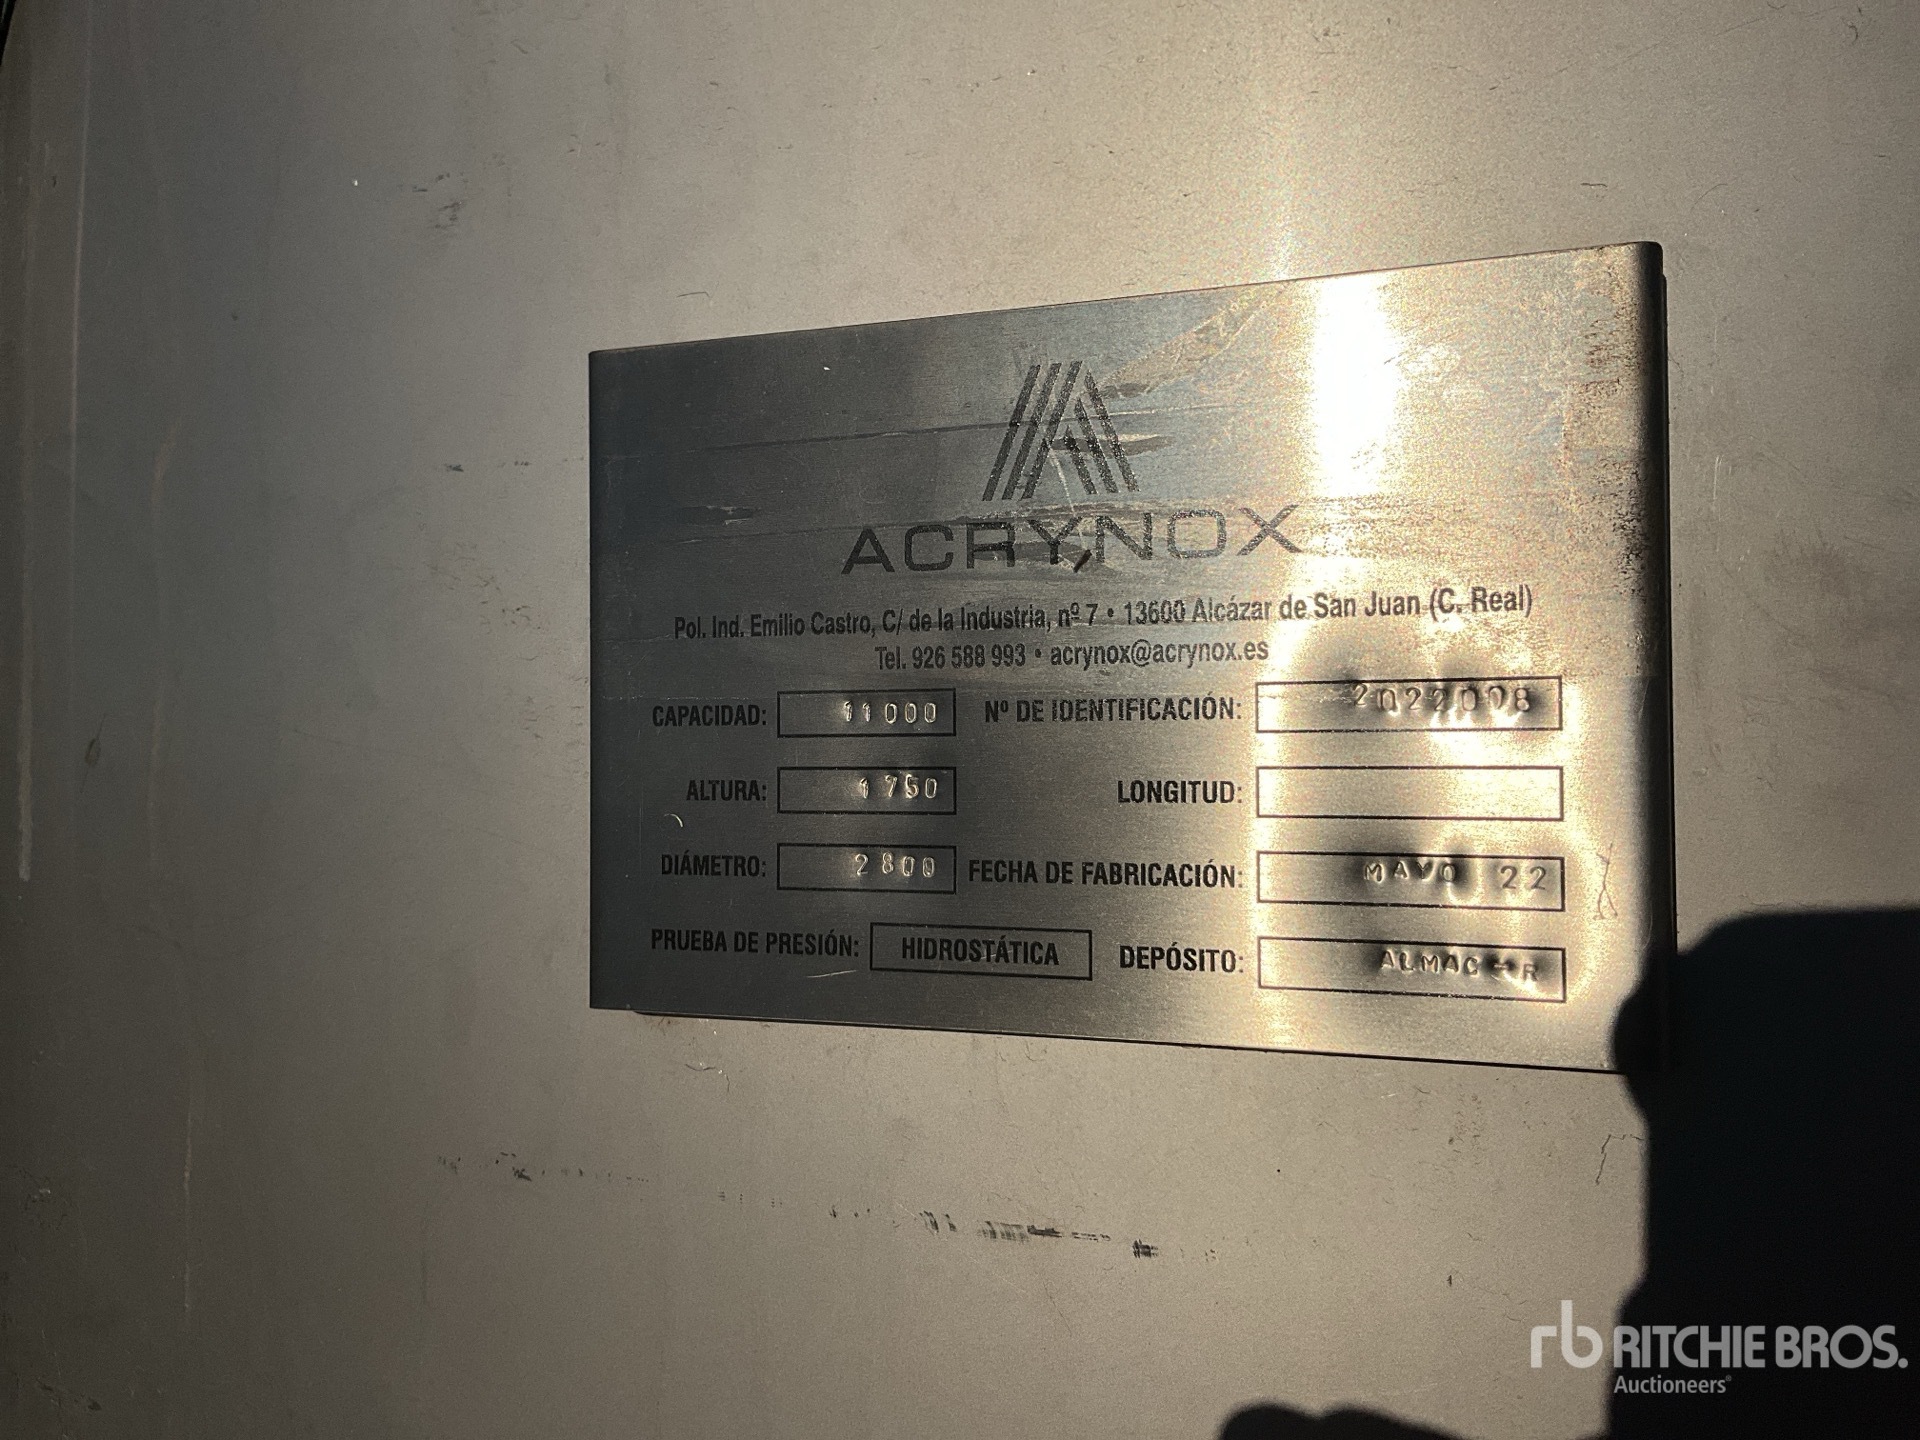 ACRYNOX
Pol. Ind. Emilio Castro, C/ de la Industria, nº 7 • 13600 Alcázar de San Juan (C. Real)
Tel. 926 588 993 • acrynox@acrynox.es
CAPACIDAD: 11000 Nº DE IDENTIFICACIÓN: 2022008
ALTURA: 1750 LONGITUD:
DIÁMETRO: 2800 FECHA DE FABRICACIÓN: MAYO 22
PRUEBA DE PRESIÓN: HIDROSTÁTICA DEPÓSITO:
rb RITCHIE BROS.
Auctioneers®